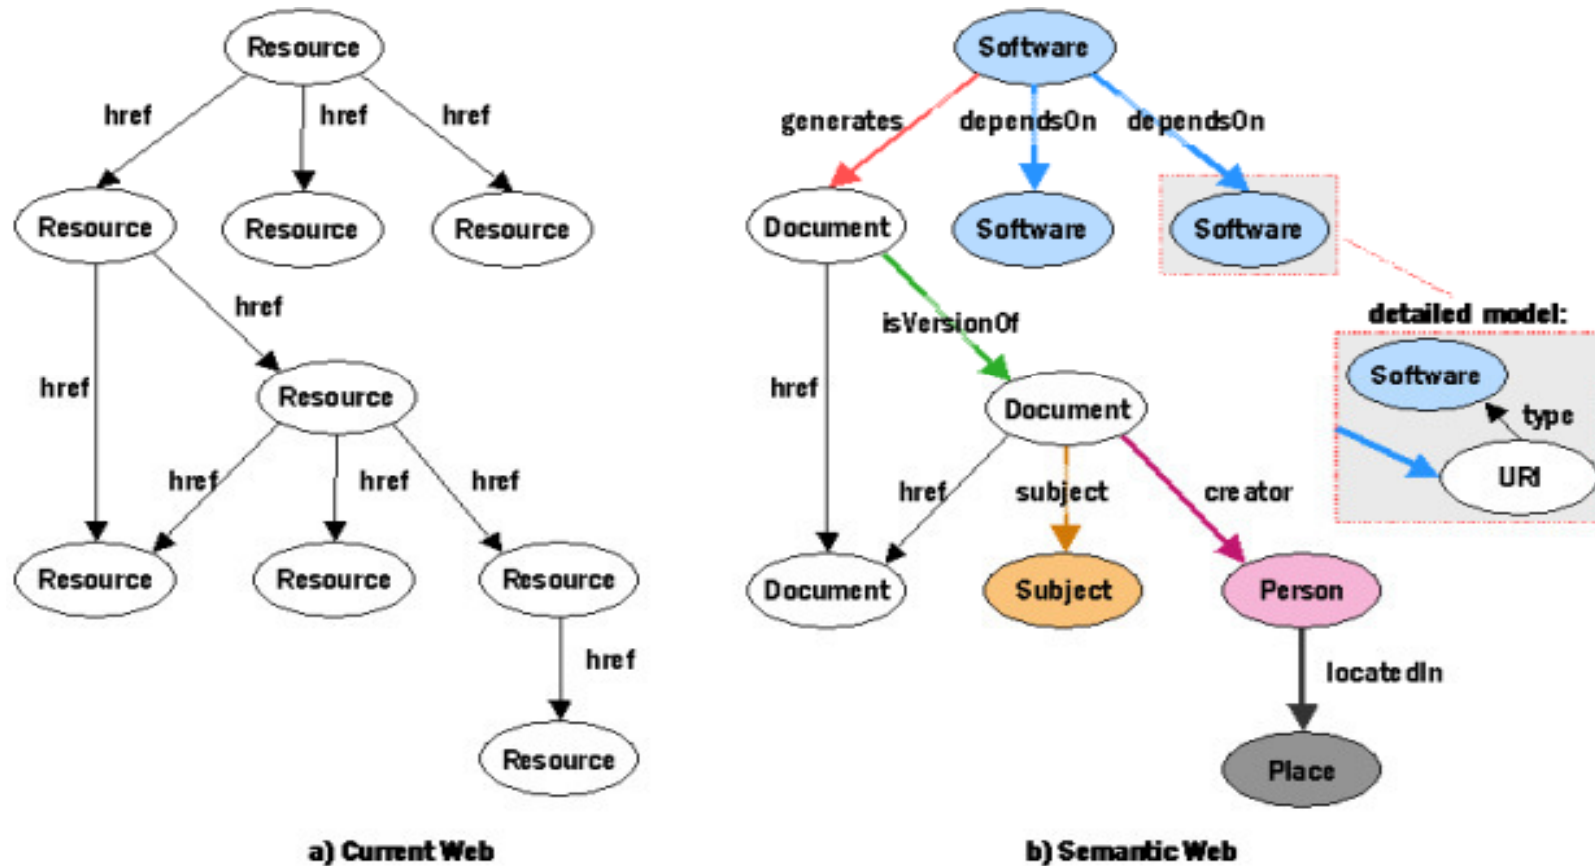 Resource
href
href
href
Resource
Resource
Resource
href
href
Resource
href
href
href
Resource
Resource
Resource
href
Resource
a) Current Web
Software
generates
dependsOn
dependsOn
Document
Software
Software
isVersionOf
href
Document
href
subject
creator
Document
Subject
Person
locatedIn
Place
detailed model:
Software
type
URI
b) Semantic Web